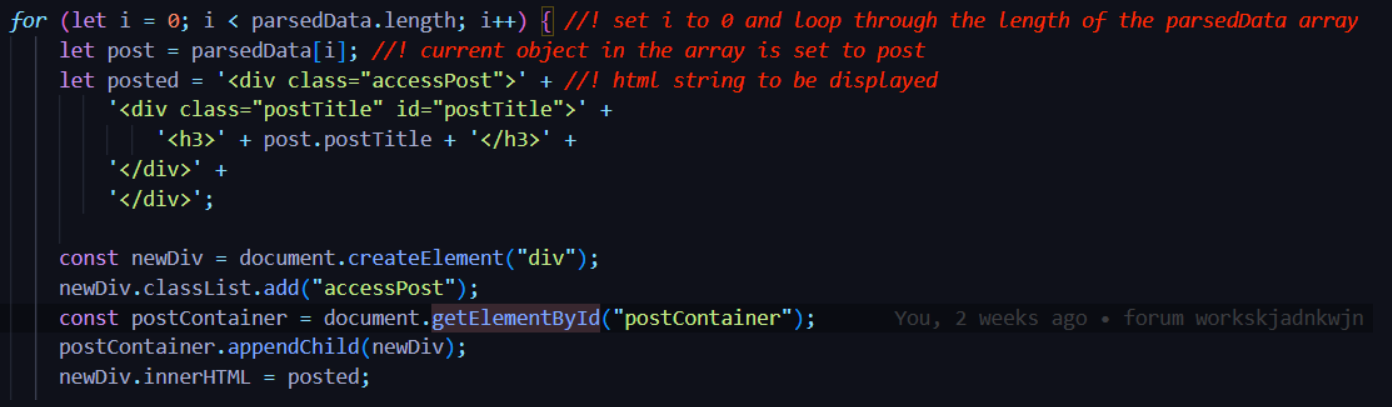 for (let i = 0; i < parsedData.length; i++) { //! set i to 0 and loop through the length of the parsedData array
let post = parsedData[i]; //! current object in the array is set to post
let posted = '<div class="accessPost">' + //! html string to be displayed
'<div class="postTitle" id="postTitle">' +
'<h3>' + post.postTitle + '</h3>' +
'</div>' +
'</div>';
const newDiv = document.createElement("div");
newDiv.classList.add("accessPost");
const postContainer = document.getElementById("postContainer"); You, 2 weeks ago • forum workskjadnkwjn
postContainer.appendChild(newDiv);
newDiv.innerHTML = posted;